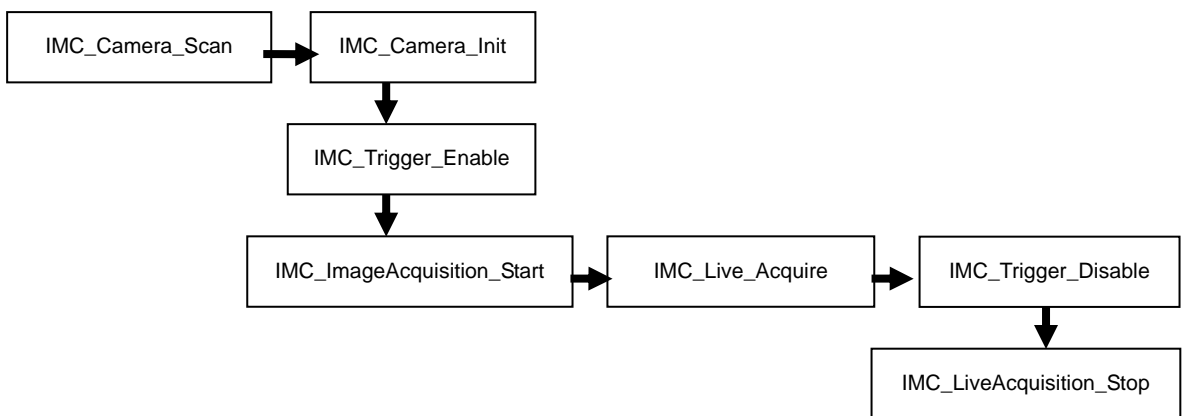 IMC_Camera_Scan
IMC_Camera_Init
IMC_Trigger_Enable
IMC_ImageAcquisition_Start
IMC_Live_Acquire
IMC_Trigger_Disable
IMC_LiveAcquisition_Stop